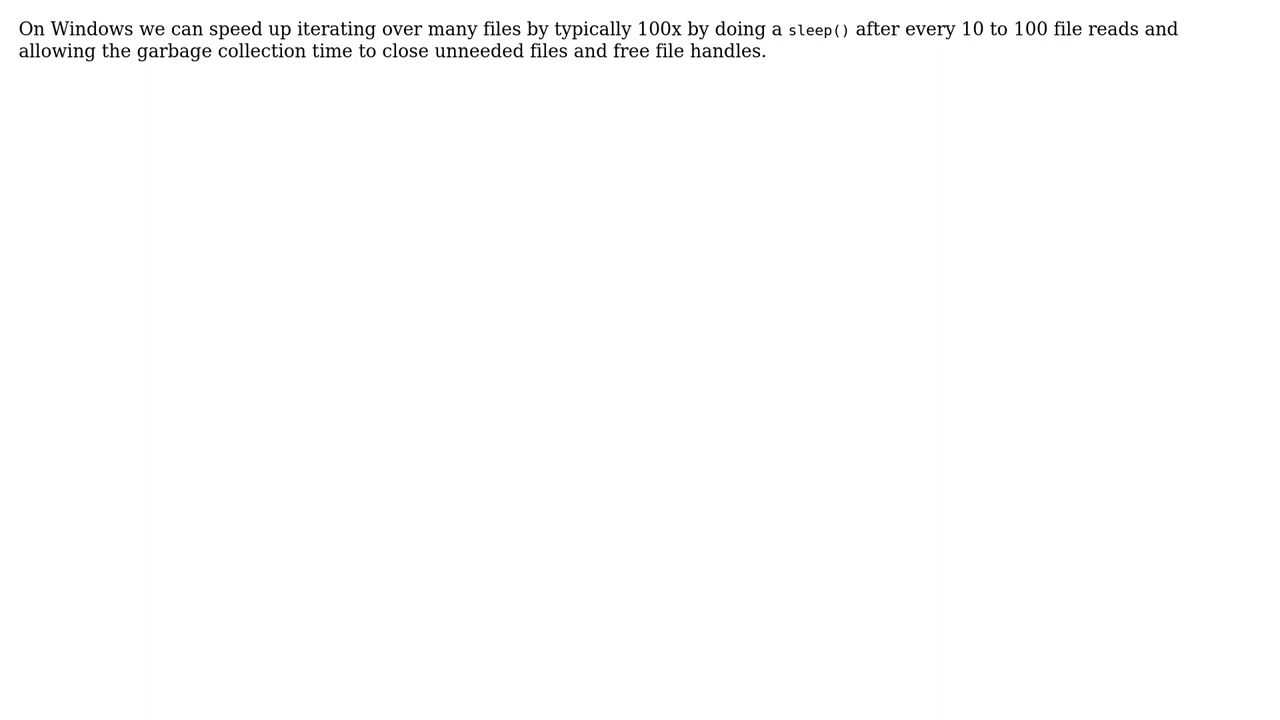 On Windows we can speed up iterating over many files by typically 100x by doing a sleep() after every 10 to 100 file reads and
allowing the garbage collection time to close unneeded files and free file handles.